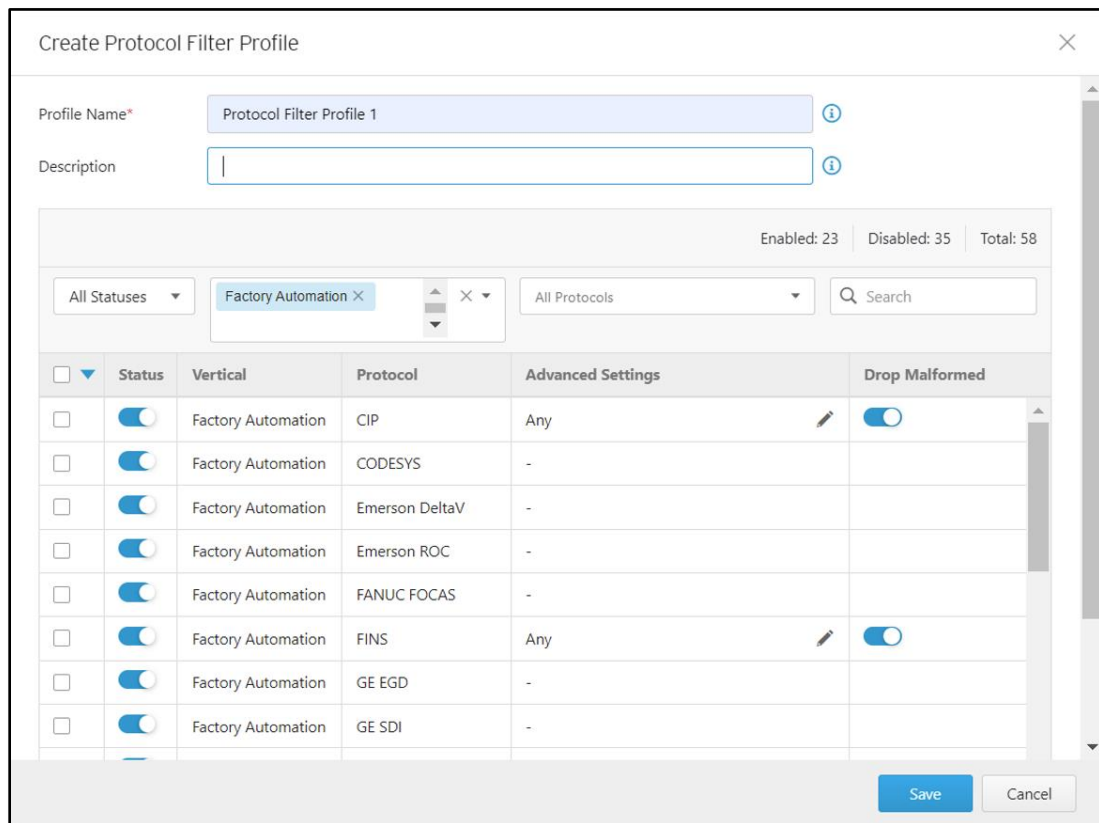 Create Protocol Filter Profile
Profile Name* Protocol Filter Profile 1
Description
Enabled: 23 Disabled: 35 Total: 58
All Statuses Factory Automation All Protocols Search
Status Vertical Protocol Advanced Settings Drop Malformed
Factory Automation CIP Any
Factory Automation CODESYS -
Factory Automation Emerson DeltaV -
Factory Automation Emerson ROC -
Factory Automation FANUC FOCAS -
Factory Automation FINS Any
Factory Automation GE EGD -
Factory Automation GE SDI -
Save Cancel